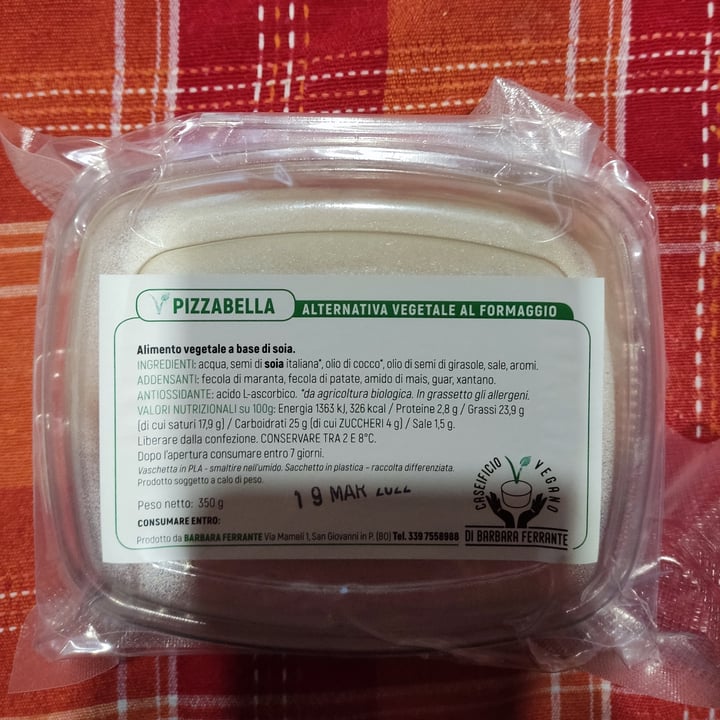 PIZZABELLA ALTERNATIVA VEGETALE AL FORMAGGIO
Alimento vegetale a base di soia.
INGREDIENTI: acqua, semi di soia italiana*, olio di cocco*, olio di semi di girasole, sale, aromi.
ADDENSANTI: fecola di maranta, fecola di patate, amido di mais, guar, xantano.
ANTIOSSIDANTE: acido L-ascorbico. *da agricoltura biologica. In grassetto gli allergeni.
VALORI NUTRIZIONALI su 100g: Energia 1363 kJ, 326 kcal / Proteine 2,8 g / Grassi 23,9 g
(di cui saturi 17,9 g) / Carboidrati 25 g (di cui ZUCCHERI 4 g) / Sale 1,5 g.
Liberare dalla confezione. CONSERVARE TRA 2 E 8°C.
Dopo l'apertura consumare entro 7 giorni.
Vaschetta in PLA - smaltire nell'umido. Sacchetto in plastica - raccolta differenziata.
Prodotto soggetto a calo di peso.
Peso netto: 350 g
19 MAR 2022
CONSUMARE ENTRO:
Prodotto da BARBARA FERRANTE Via Mameli 1, San Giovanni in P. (BO) Tel. 339 7558988
CASEIFICIO VEGANO
DI BARBARA FERRANTE